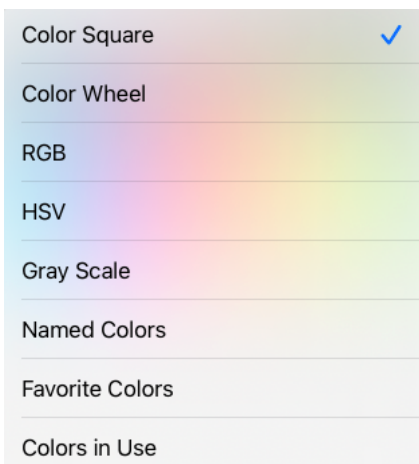 Color Square
Color Wheel
RGB
HSV
Gray Scale
Named Colors
Favorite Colors
Colors in Use